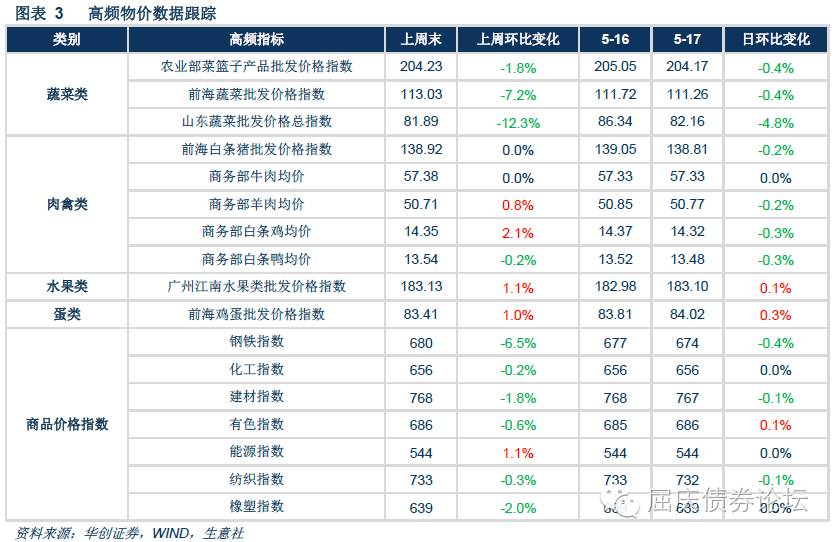 图表 3 高频物价数据跟踪
类别 高频指标 上周末 上周环比变化 5-16 5-17 日环比变化
蔬菜类
农业部菜篮子产品批发价格指数 204.23 -1.8% 205.05 204.17 -0.4%
前海蔬菜批发价格指数 113.03 -7.2% 111.72 111.26 -0.4%
山东蔬菜批发价格总指数 81.89 -12.3% 86.34 82.16 -4.8%
肉禽类
前海白条猪批发价格指数 138.92 0.0% 139.05 138.81 -0.2%
商务部牛肉均价 57.38 0.0% 57.33 57.33 0.0%
商务部羊肉均价 50.71 0.8% 50.85 50.77 -0.2%
商务部白条鸡均价 14.35 2.1% 14.37 14.32 -0.3%
商务部白条鸭均价 13.54 -0.2% 13.52 13.48 -0.3%
水果类 广州江南水果类批发价格指数 183.13 1.1% 182.98 183.10 0.1%
蛋类 前海鸡蛋批发价格指数 83.41 1.0% 83.81 84.02 0.3%
商品价格指数
钢铁指数 680 -6.5% 677 674 -0.4%
化工指数 656 -0.2% 656 656 0.0%
建材指数 768 -1.8% 768 767 -0.1%
有色指数 686 -0.6% 685 686 0.1%
能源指数 544 1.1% 544 544 0.0%
纺织指数 733 -0.3% 733 732 -0.1%
橡塑指数 639 -2.0% 639 0.0%
屈庆债券论坛
资料来源：华创证券，WIND，生意社